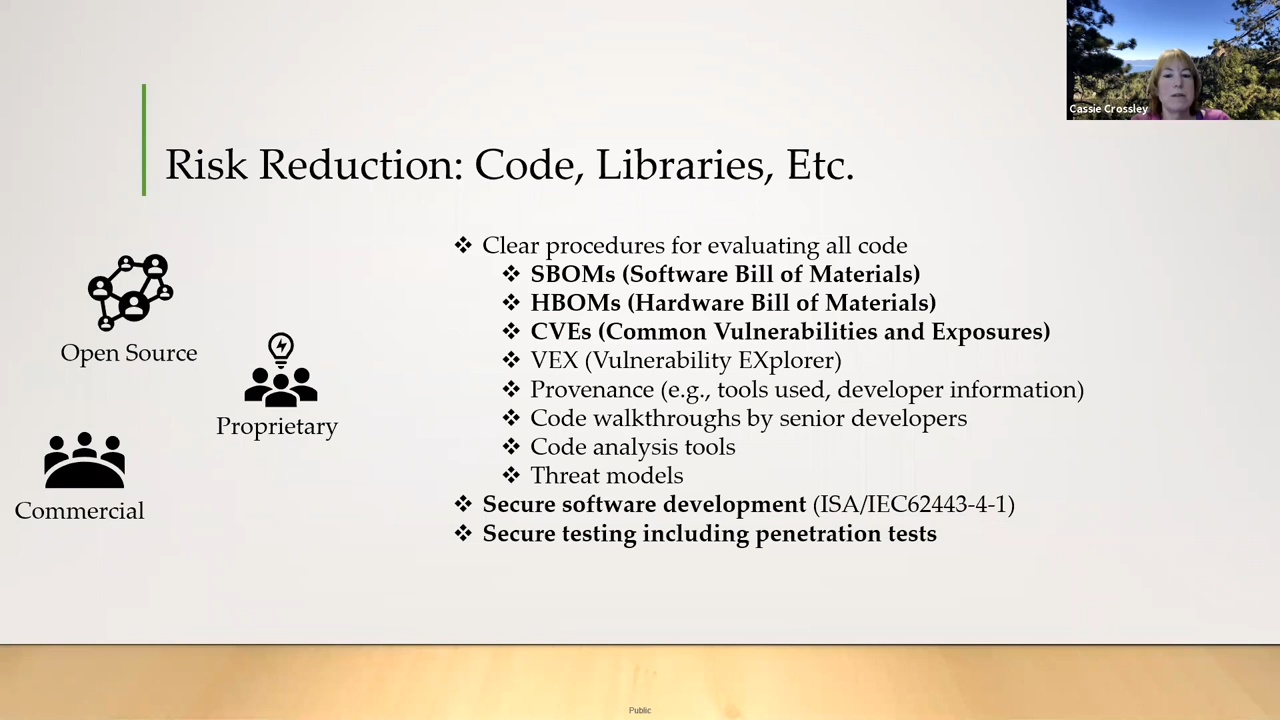 Cassie Crossley
Risk Reduction: Code, Libraries, Etc.
Open Source
Proprietary
Commercial
❖ Clear procedures for evaluating all code
❖ SBOMs (Software Bill of Materials)
❖ HBOMs (Hardware Bill of Materials)
❖ CVEs (Common Vulnerabilities and Exposures)
❖ VEX (Vulnerability EXplorer)
❖ Provenance (e.g., tools used, developer information)
❖ Code walkthroughs by senior developers
❖ Code analysis tools
❖ Threat models
❖ Secure software development (ISA/IEC62443-4-1)
❖ Secure testing including penetration tests
Public